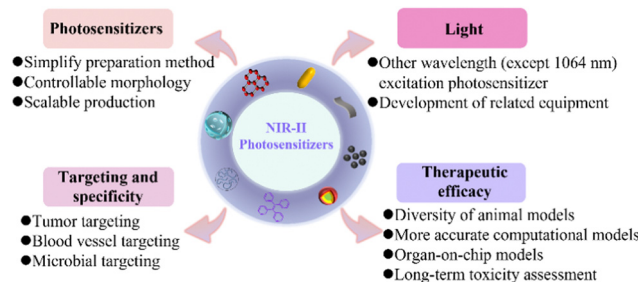 Photosensitizers
●Simplify preparation method
●Controllable morphology
●Scalable production
Light
●Other wavelength (except 1064 nm)
excitation photosensitizer
●Development of related equipment
NIR-II
Photosensitizers
Targeting and
specificity
●Tumor targeting
●Blood vessel targeting
●Microbial targeting
Therapeutic
efficacy
●Diversity of animal models
●More accurate computational models
●Organ-on-chip models
●Long-term toxicity assessment